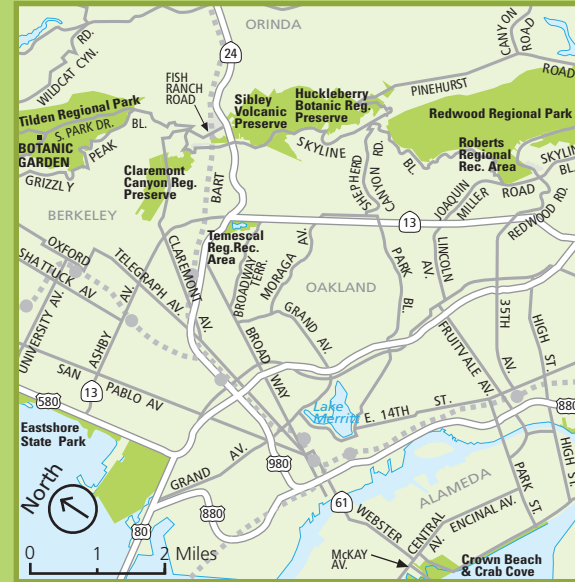 ORINDA
WILDCAT CYN.
RD.
24
CANYON
ROAD
FISH
RANCH
ROAD
PINEHURST
ROAD
Tilden Regional Park
S. PARK DR.
BL.
BOTANIC
GARDEN
PEAK
GRIZZLY
Sibley
Volcanic
Preserve
Huckleberry
Botanic Reg.
Preserve
Redwood Regional Park
SKYLINE
BL.
Roberts
Regional
Rec. Area
SKYLINE
BL.
Claremont
Canyon Reg.
Preserve
BART
SHEPHERD
CANYON RD.
JOAQUIN
MILLER
ROAD
REDWOOD RD.
BERKELEY
13
Temescal
Reg.Rec.
Area
OXFORD
SHATTUCK AV
TELEGRAPH AV.
CLAREMONT
AV.
BROADWAY
TERR.
MORAGA
AV.
OAKLAND
PARK
BL.
LINCOLN
AV.
UNIVERSITY AV.
ASHBY
AV.
GRAND
AV.
BROAD
WAY
FRUITVALE AV.
35TH
AV.
HIGH ST.
SAN
PABLO AV
13
580
Lake
Merritt
E. 14TH
ST.
880
Eastshore
State Park
GRAND
AV.
980
880
80
61
WEBSTER
ALAMEDA
CENTRAL
AV.
ENCINAL AV.
PARK
ST.
HIGH
ST.
North
0 1 2 Miles
McKAY
AV.
Crown Beach
& Crab Cove